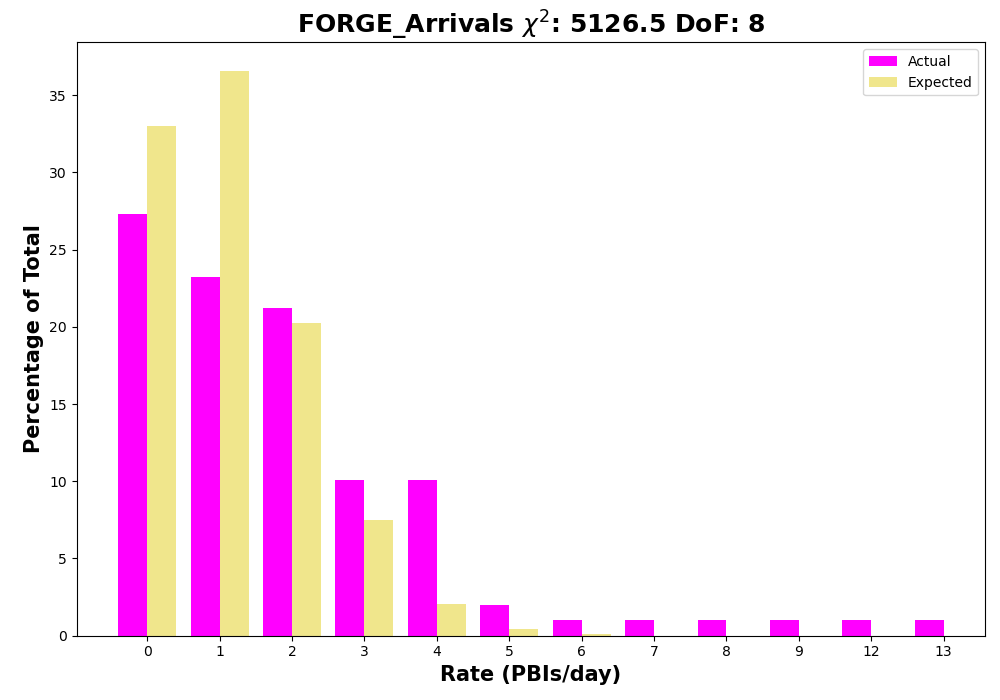 FORGE_Arrivals χ²: 5126.5 DoF: 8
Actual
Expected
Percentage of Total
35
30
25
20
15
10
5
0
0 1 2 3 4 5 6 7 8 9 12 13
Rate (PBIs/day)